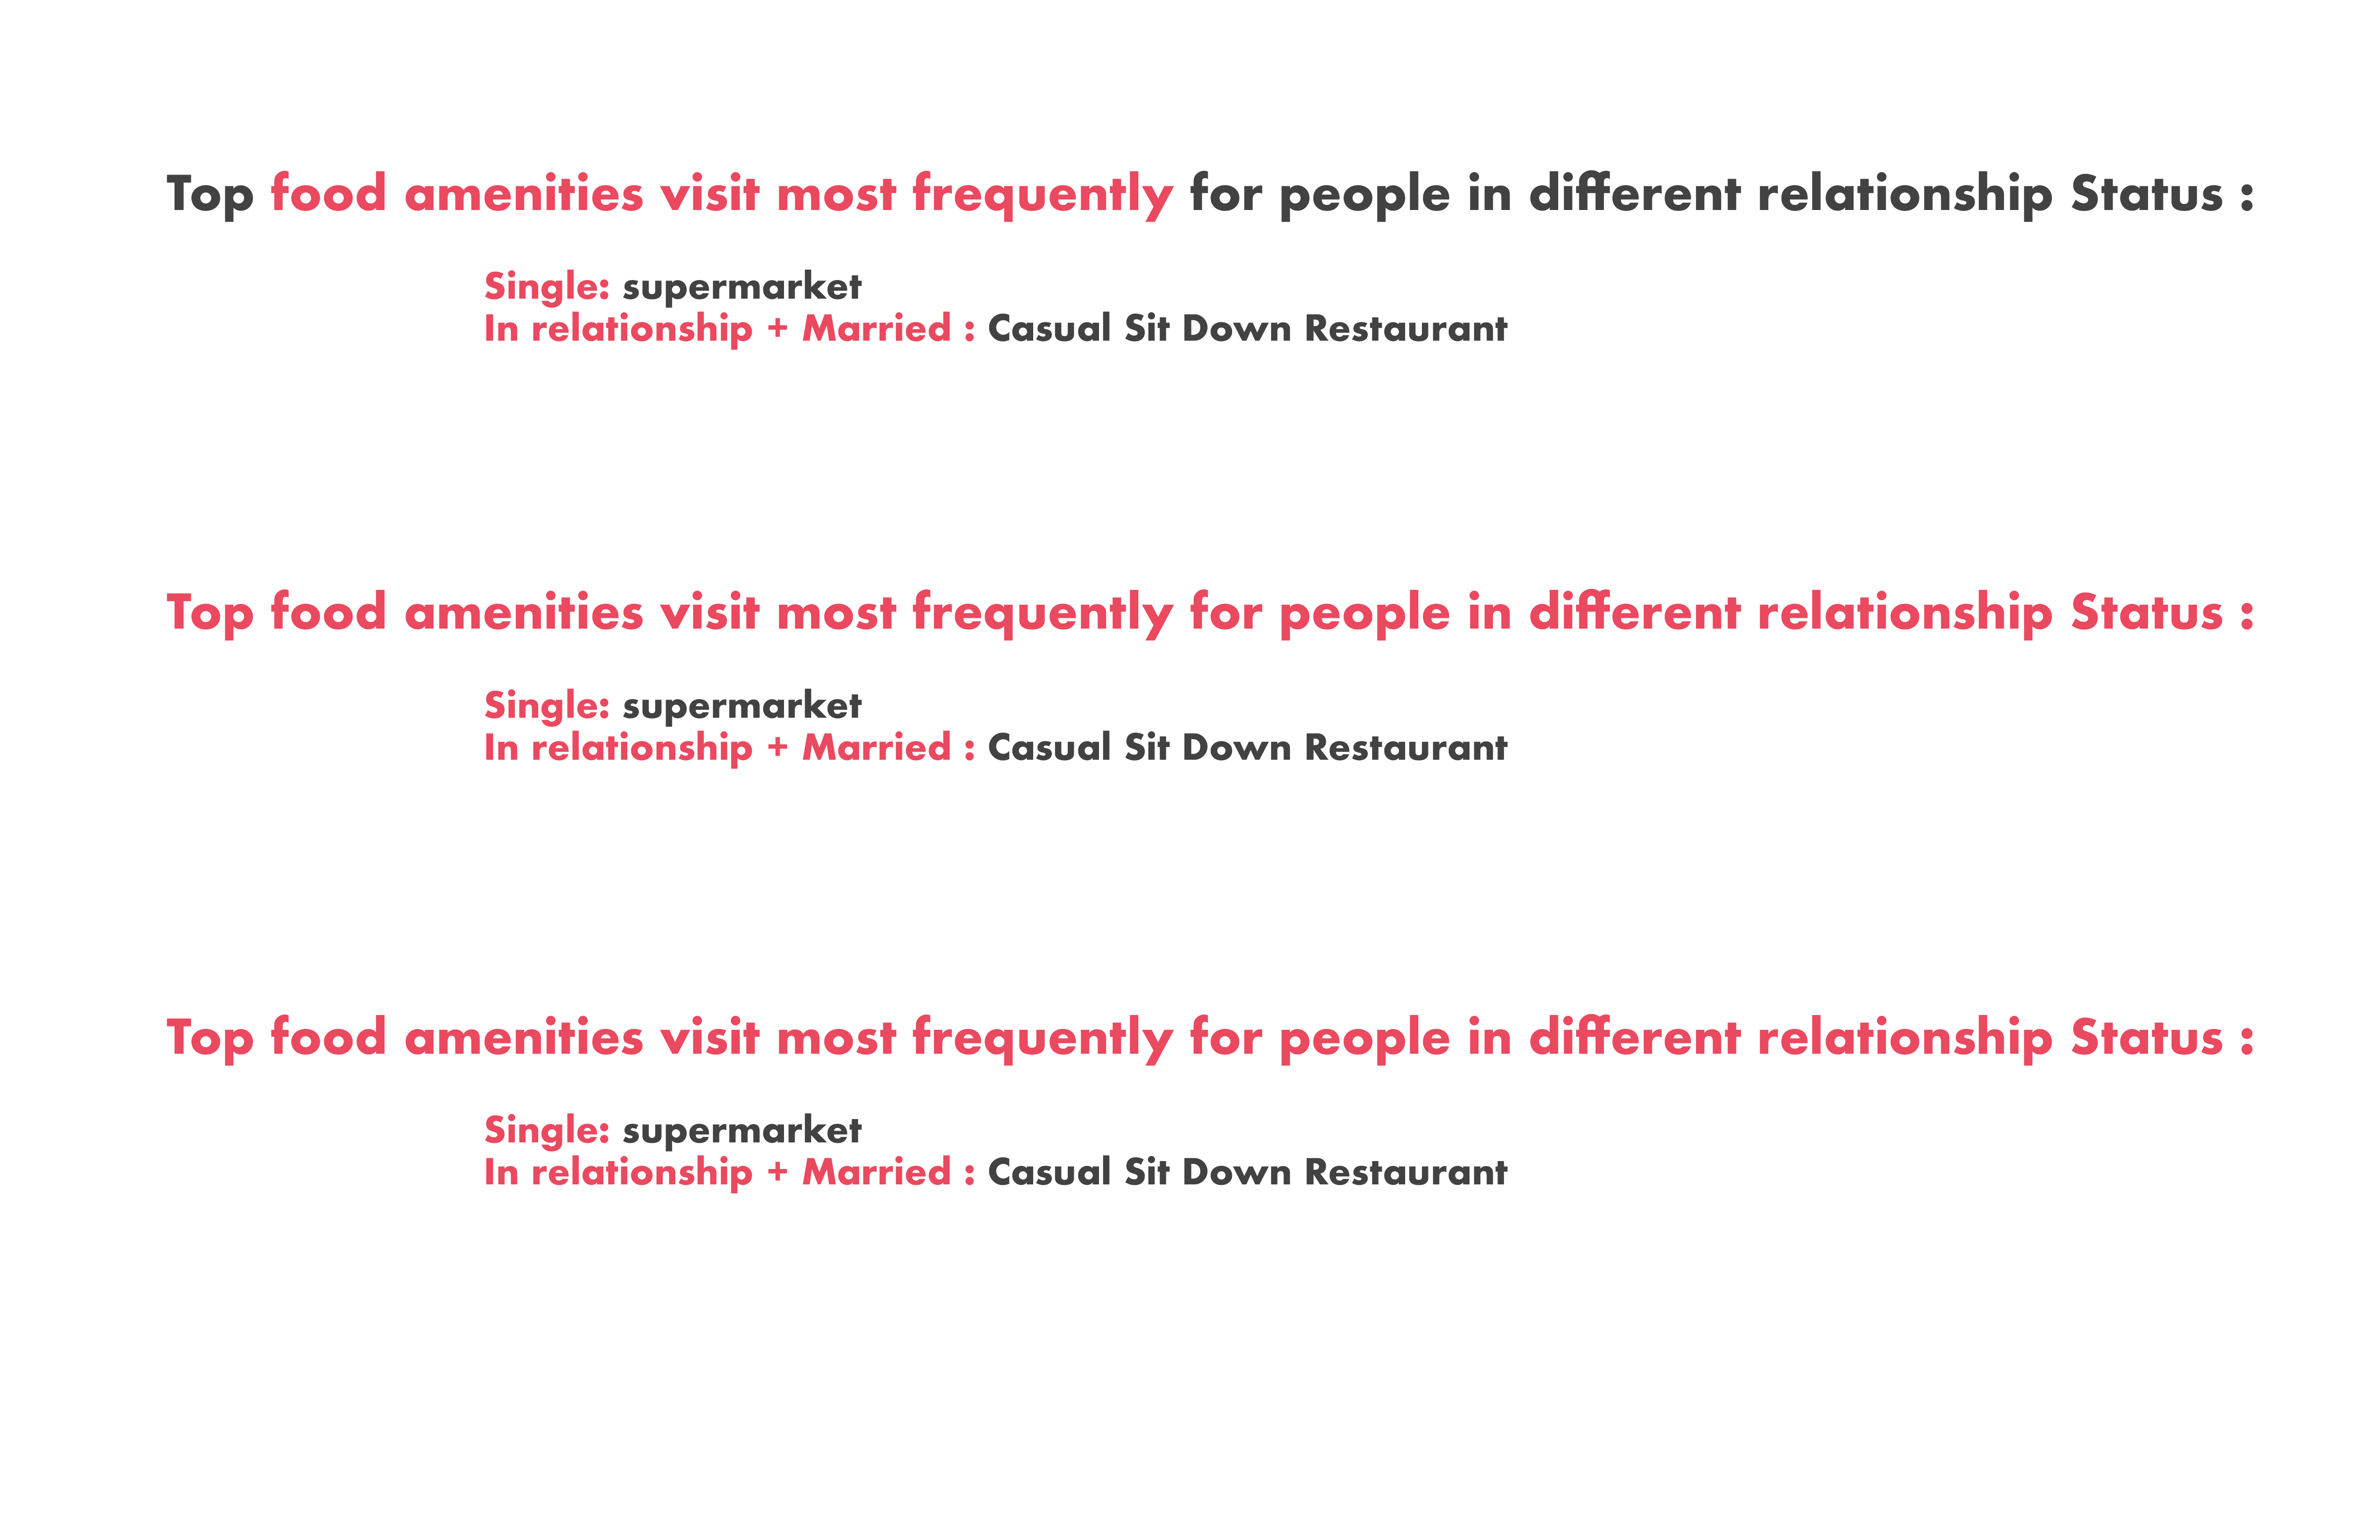 Top food amenities visit most frequently for people in different relationship Status :
Single: supermarket
In relationship + Married : Casual Sit Down Restaurant
Top food amenities visit most frequently for people in different relationship Status :
Single: supermarket
In relationship + Married : Casual Sit Down Restaurant
Top food amenities visit most frequently for people in different relationship Status :
Single: supermarket
In relationship + Married : Casual Sit Down Restaurant